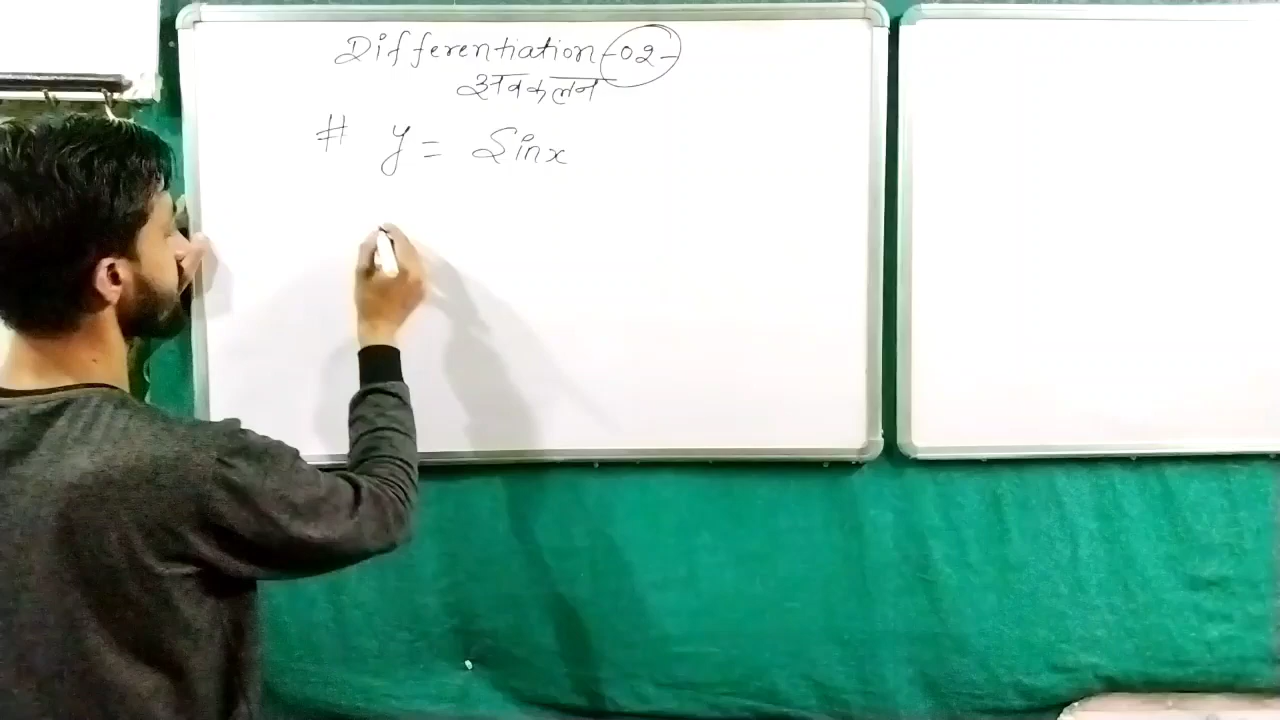 Differentiation-02-
अवकलन
# y = Sinx